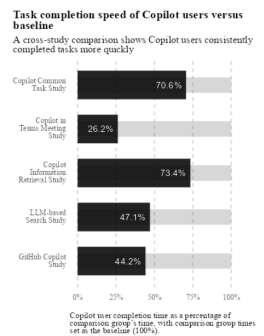 Task completion speed of Copilot users versus
baseline
A cross-study comparison shows Copilot users consistently
completed tasks more quickly
Copilot Common
Task Study
70.6%
Copilot in
Teams Meeting
Study
26.2%
Copilot
Information
Retrieval Study
73.4%
LLM-based
Search Study
47.1%
GitHub Copilot
Study
44.2%
0% 25% 50% 75% 100%
Copilot user completion time as a percentage of
comparison group's time, with comparison group times
set as the baseline (100%).